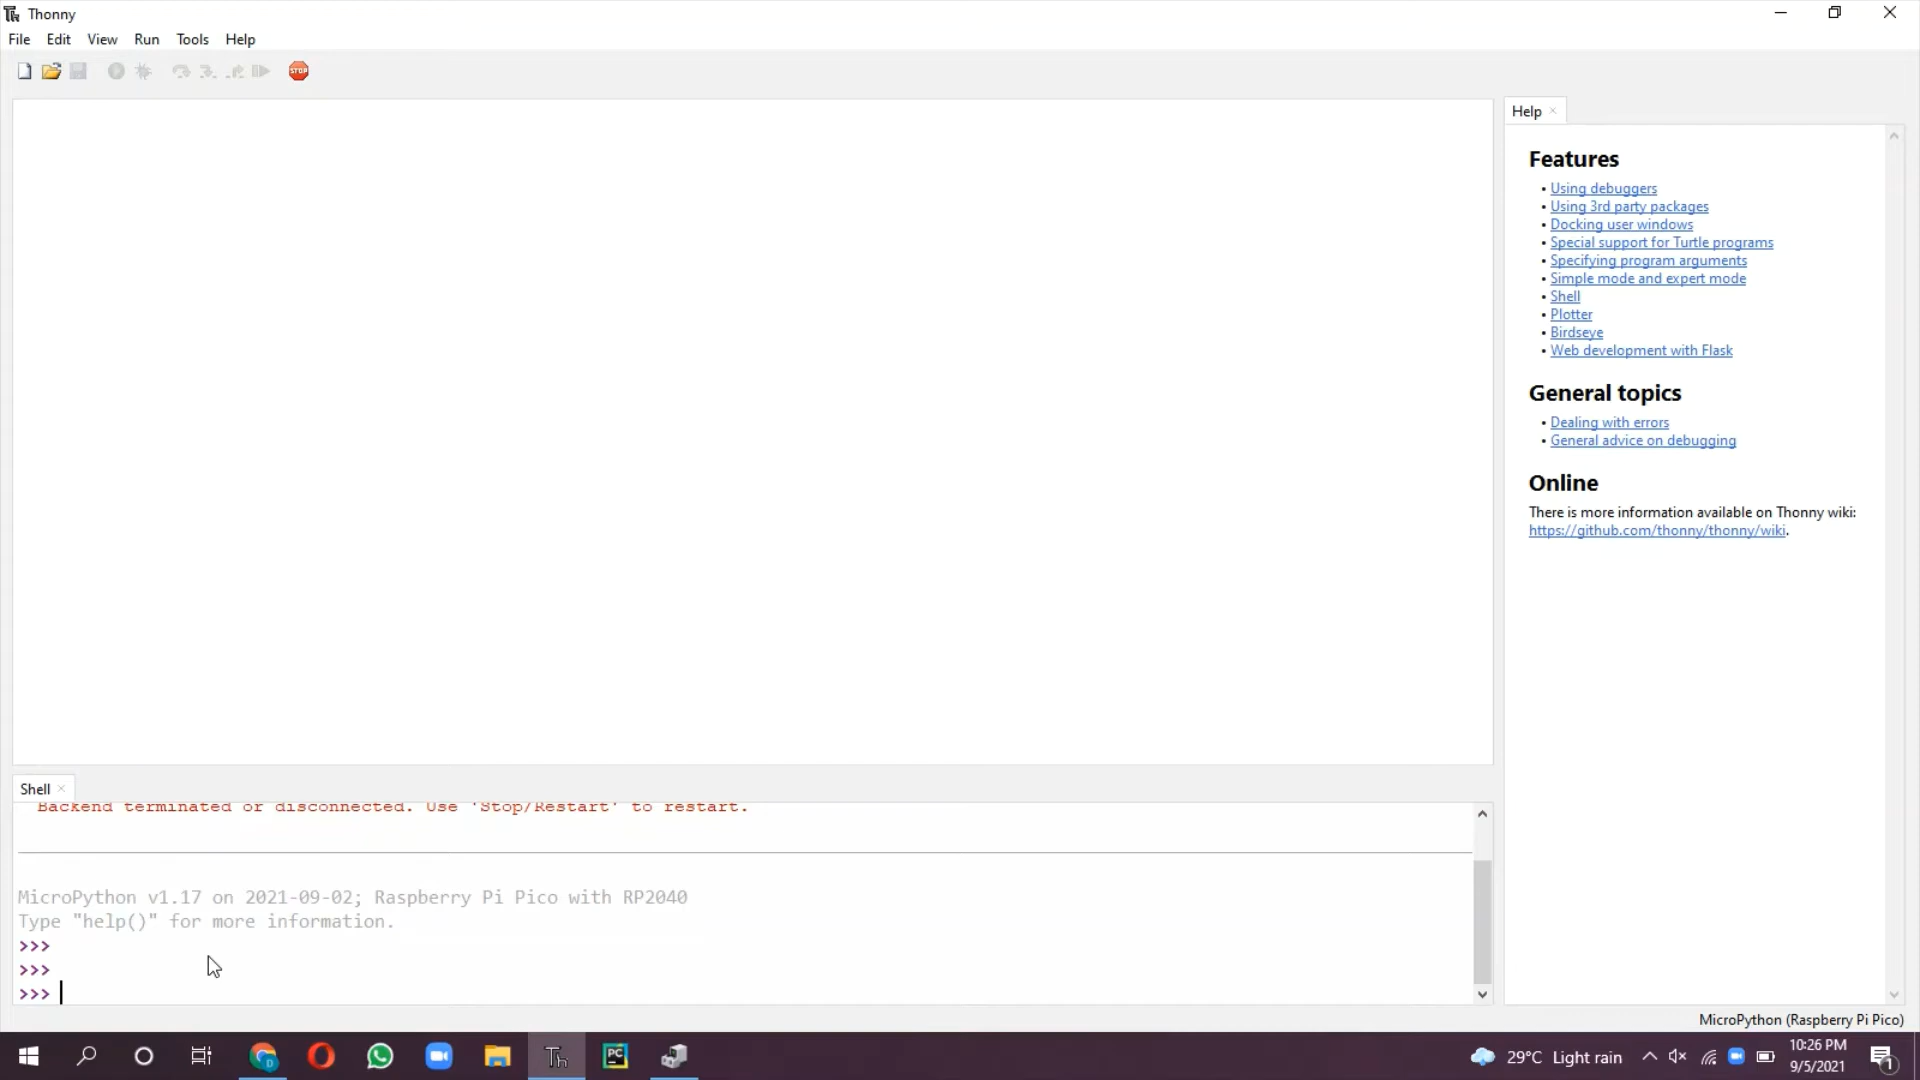 Thonny
File Edit View Run Tools Help
STOP
Help
Features
• Using debuggers
• Using 3rd party packages
• Docking user windows
• Special support for Turtle programs
• Specifying program arguments
• Simple mode and expert mode
• Shell
• Plotter
• Birdseye
• Web development with Flask
General topics
• Dealing with errors
• General advice on debugging
Online
There is more information available on Thonny wiki:
https://github.com/thonny/thonny/wiki.
Shell
Backend terminated or disconnected. Use 'Stop/Restart' to restart.
MicroPython v1.17 on 2021-09-02; Raspberry Pi Pico with RP2040
Type "help()" for more information.
>>>
>>>
>>>
MicroPython (Raspberry Pi Pico)
D
Th
PC
29°C Light rain
10:26 PM
9/5/2021
1